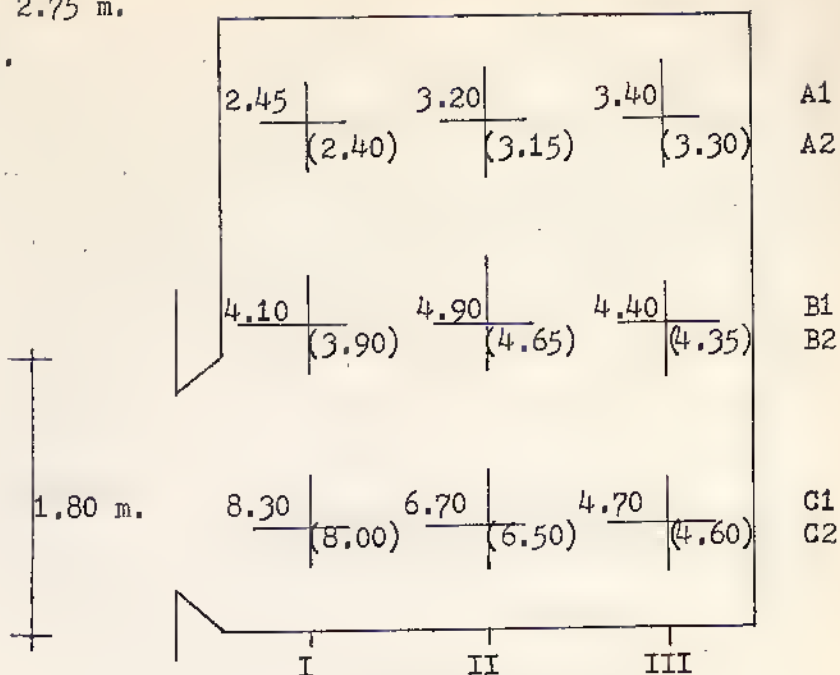 2.75 m.
2.45 3.20 3.40 A1
(2.40) (3.15) (3.30) A2
4.10 4.90 4.40 B1
(3.90) (4.65) (4.35) B2
1.80 m. 8.30 6.70 4.70 C1
(8.00) (6.50) (4.60) C2
I II III